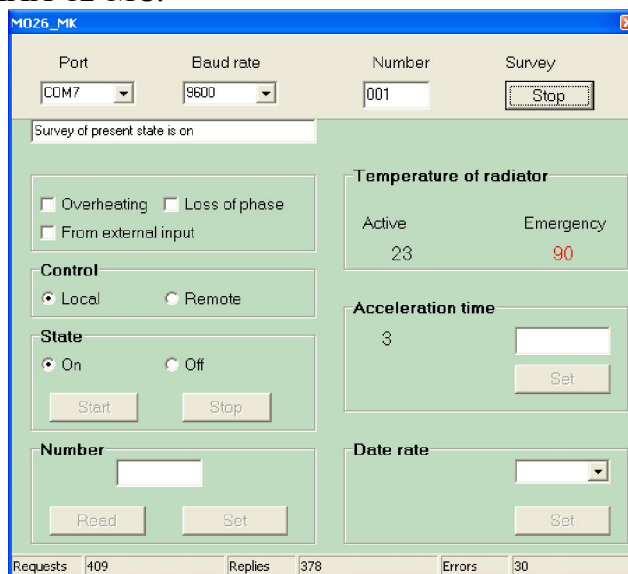 MO26_MK
Port Baud rate Number Survey
COM7 9600 001 Stop
Survey of present state is on
Overheating Loss of phase
From external input
Control
Local Remote
State
On Off
Start Stop
Number
Read Set
Temperature of radiator
Active Emergency
23 90
Acceleration time
3
Set
Date rate
Set
Requests 409 Replies 378 Errors 30